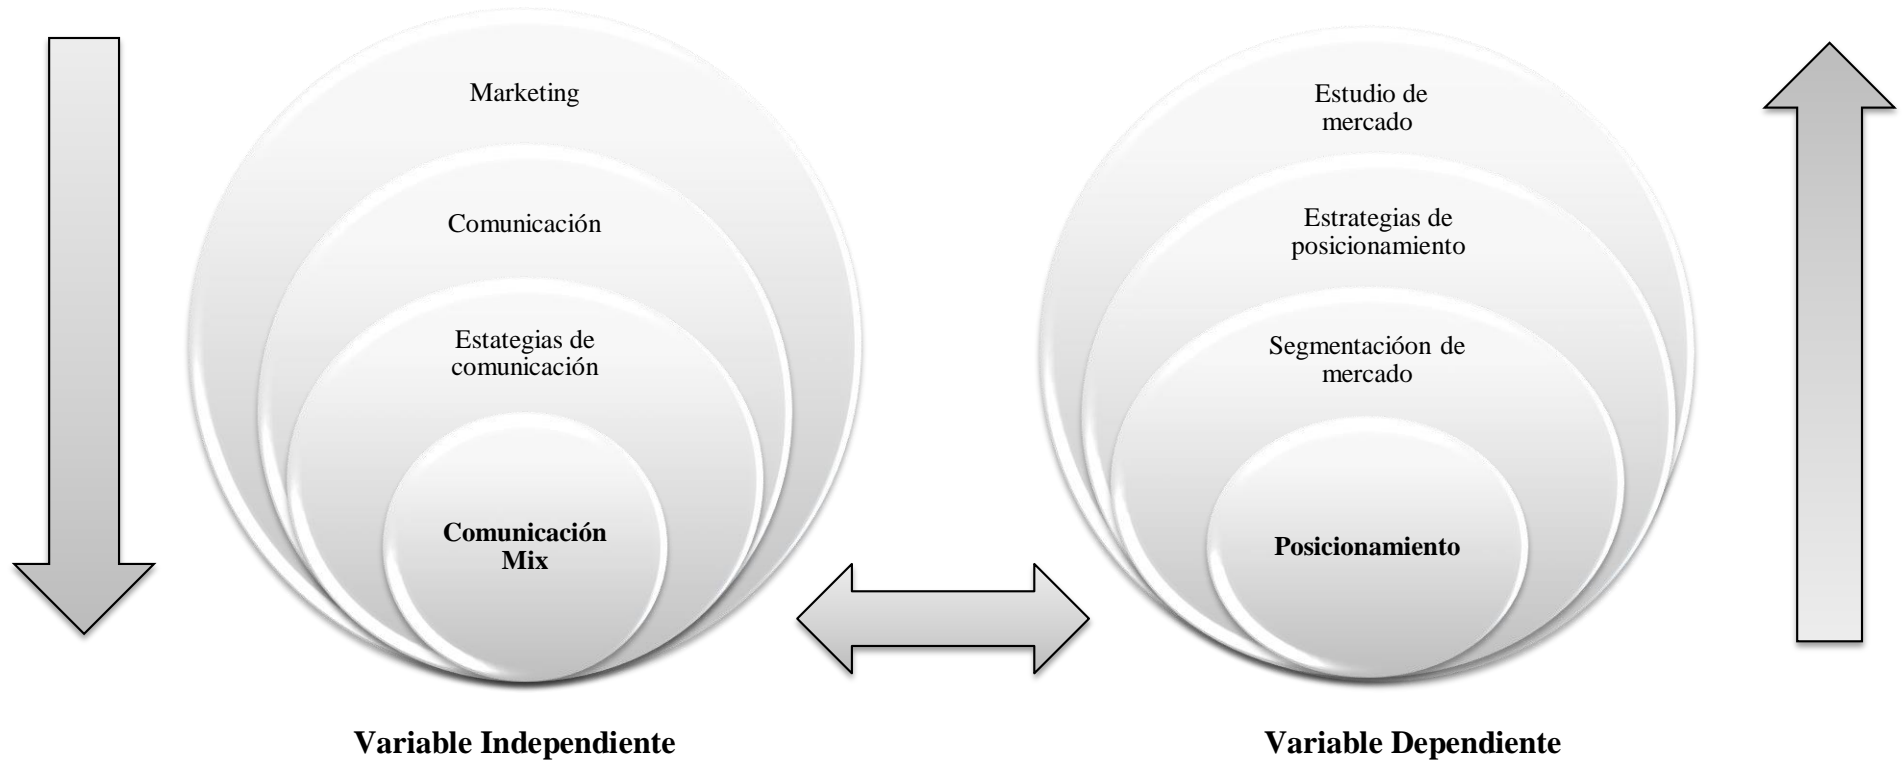 Marketing
Comunicación
Estategias de
comunicación
Comunicación
Mix
Variable Independiente
Estudio de
mercado
Estrategias de
posicionamiento
Segmentacióon de
mercado
Posicionamiento
Variable Dependiente